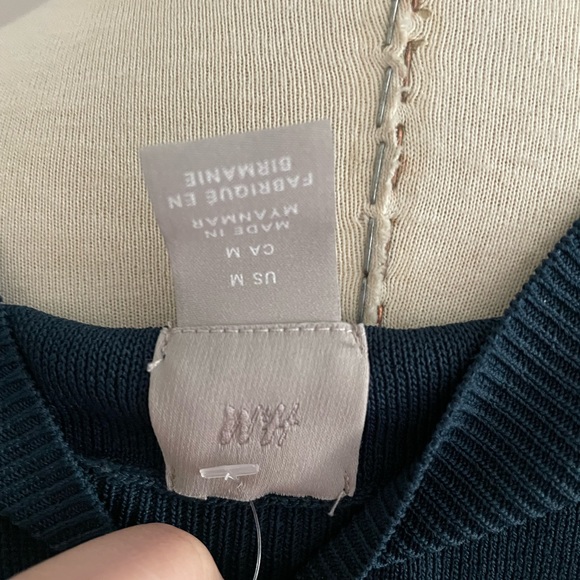 US M
CA M
MADE IN
MYANMAR
FABRIQUÉ EN
BIRMANIE